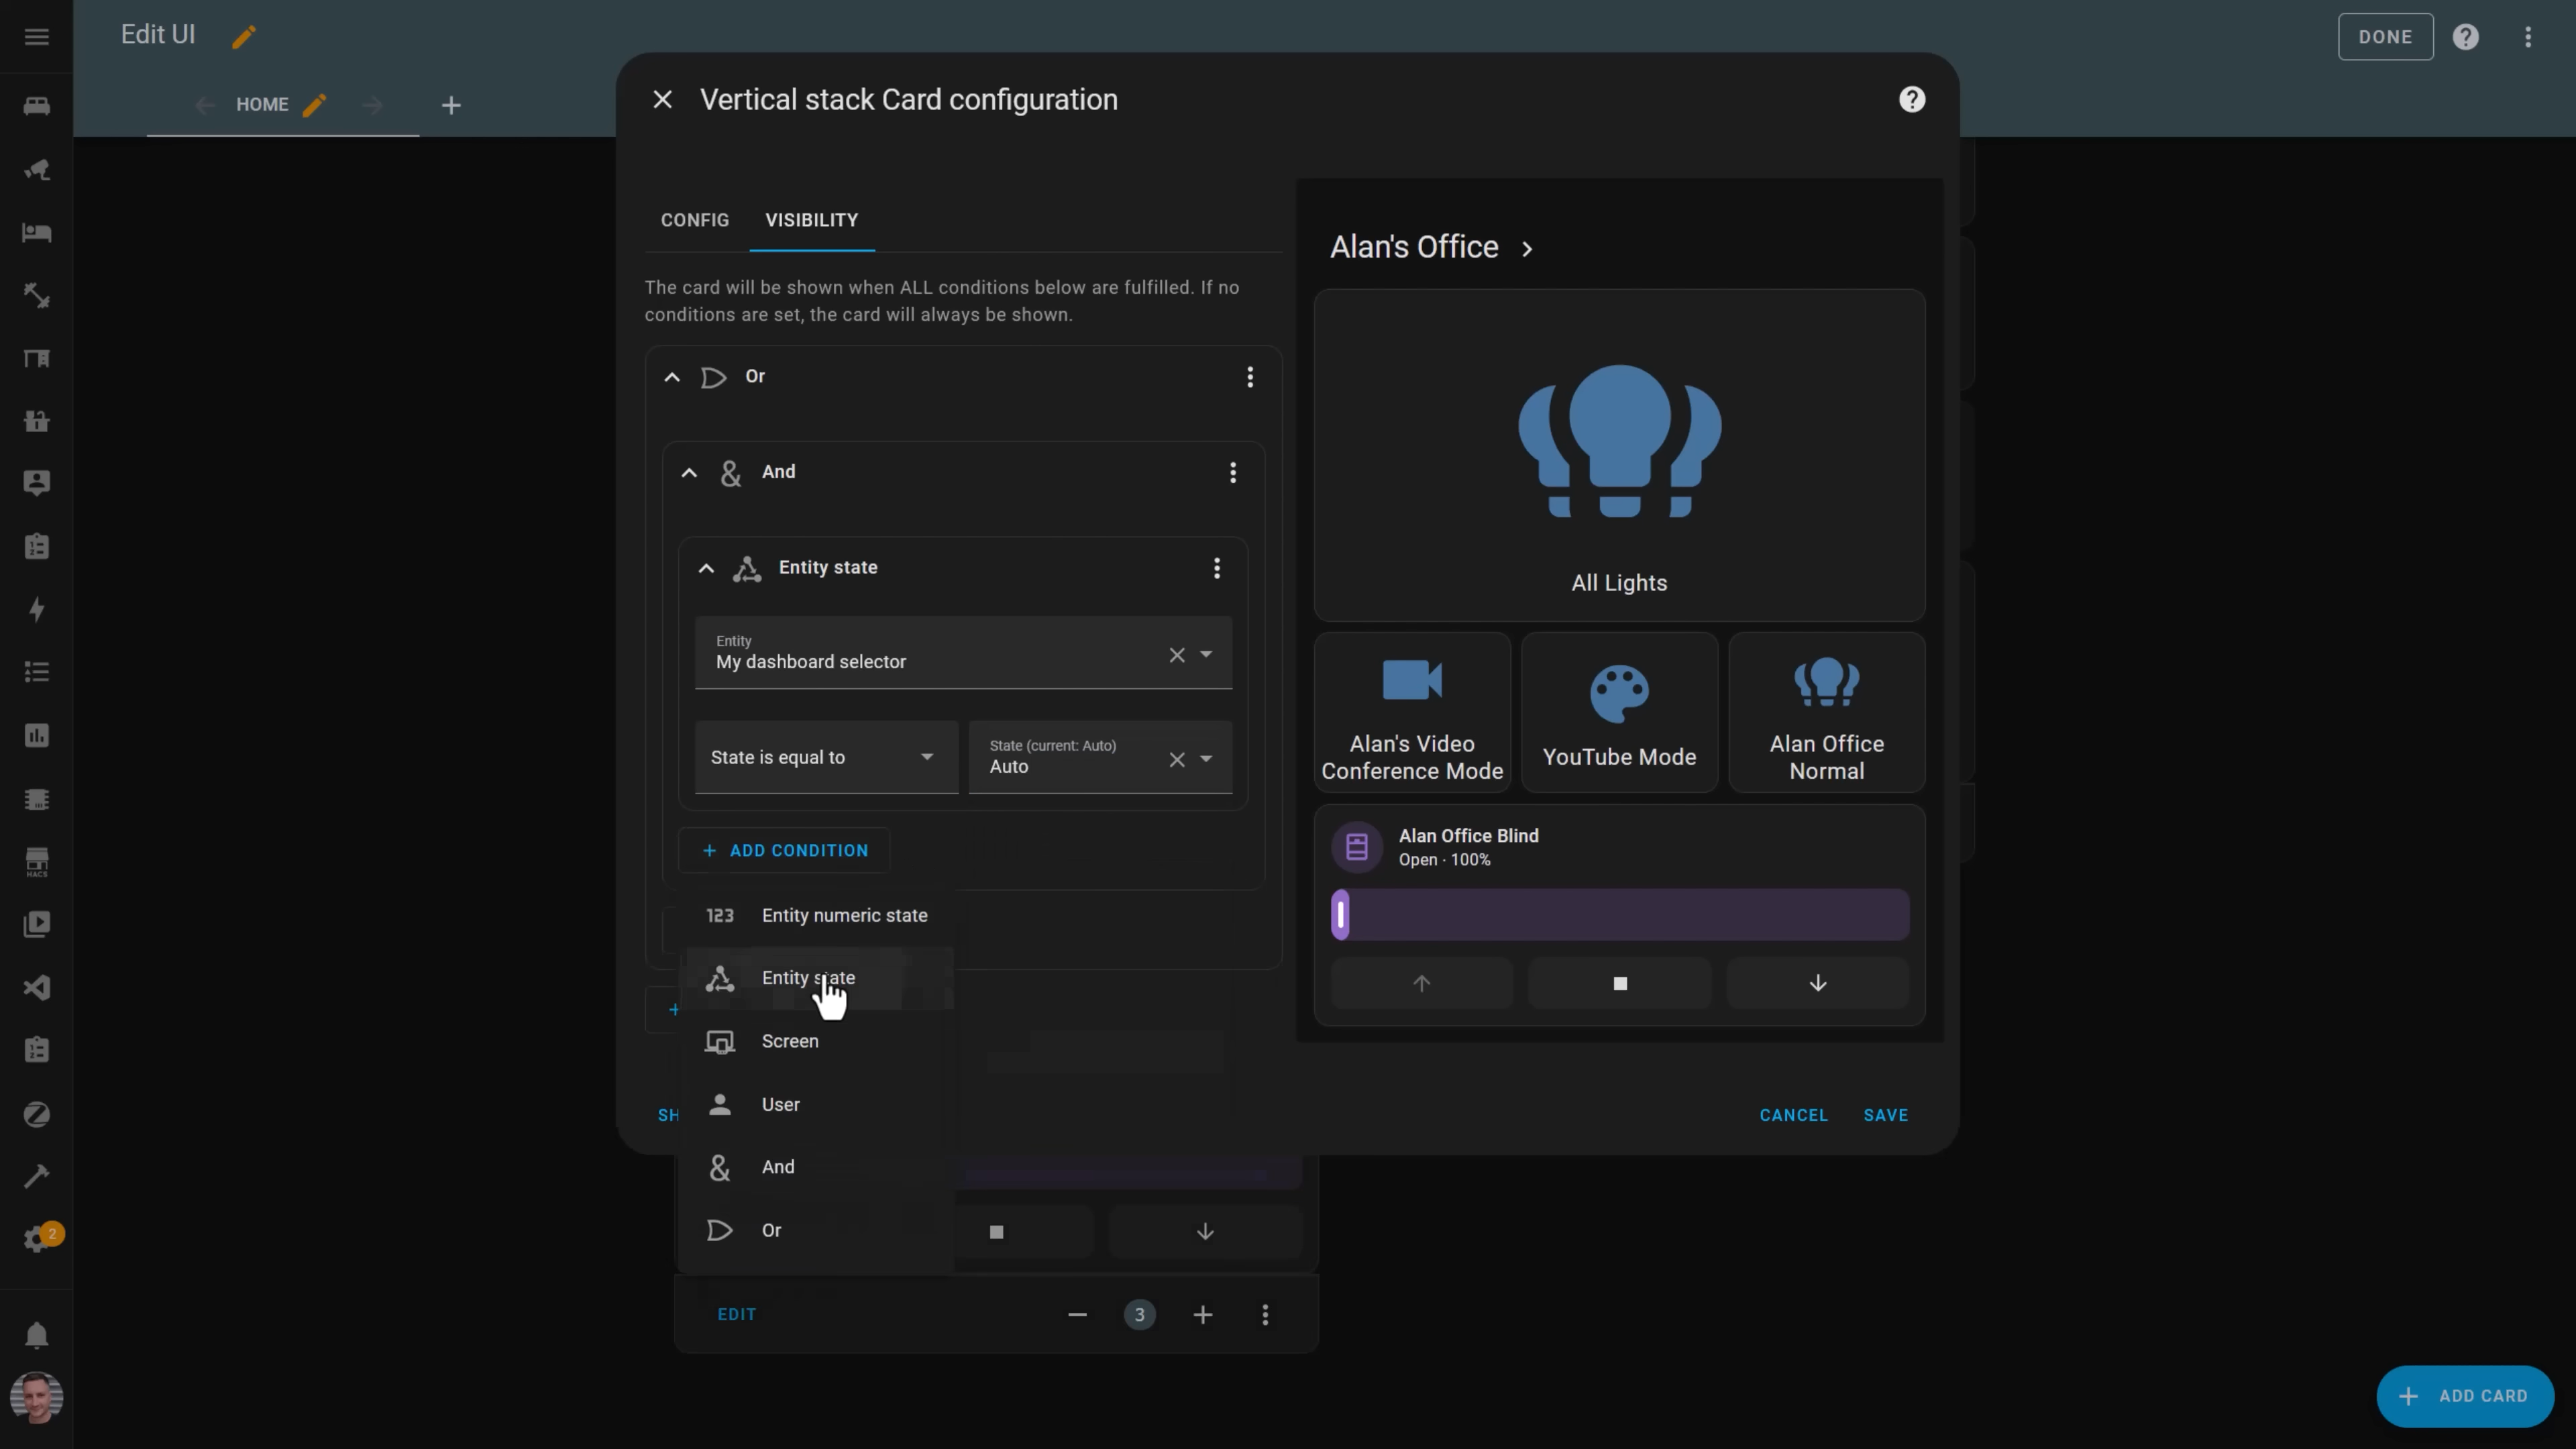 Edit UI
DONE
HOME
Vertical stack Card configuration
CONFIG
VISIBILITY
The card will be shown when ALL conditions below are fulfilled. If no
conditions are set, the card will always be shown.
Or
And
Entity state
Entity
My dashboard selector
State is equal to
State (current: Auto)
Auto
+ ADD CONDITION
123 Entity numeric state
Entity state
Screen
User
And
Or
SH
Alan's Office
All Lights
Alan's Video
Conference Mode
YouTube Mode
Alan Office
Normal
Alan Office Blind
Open · 100%
CANCEL
SAVE
EDIT
3
HACS
2
+ ADD CARD